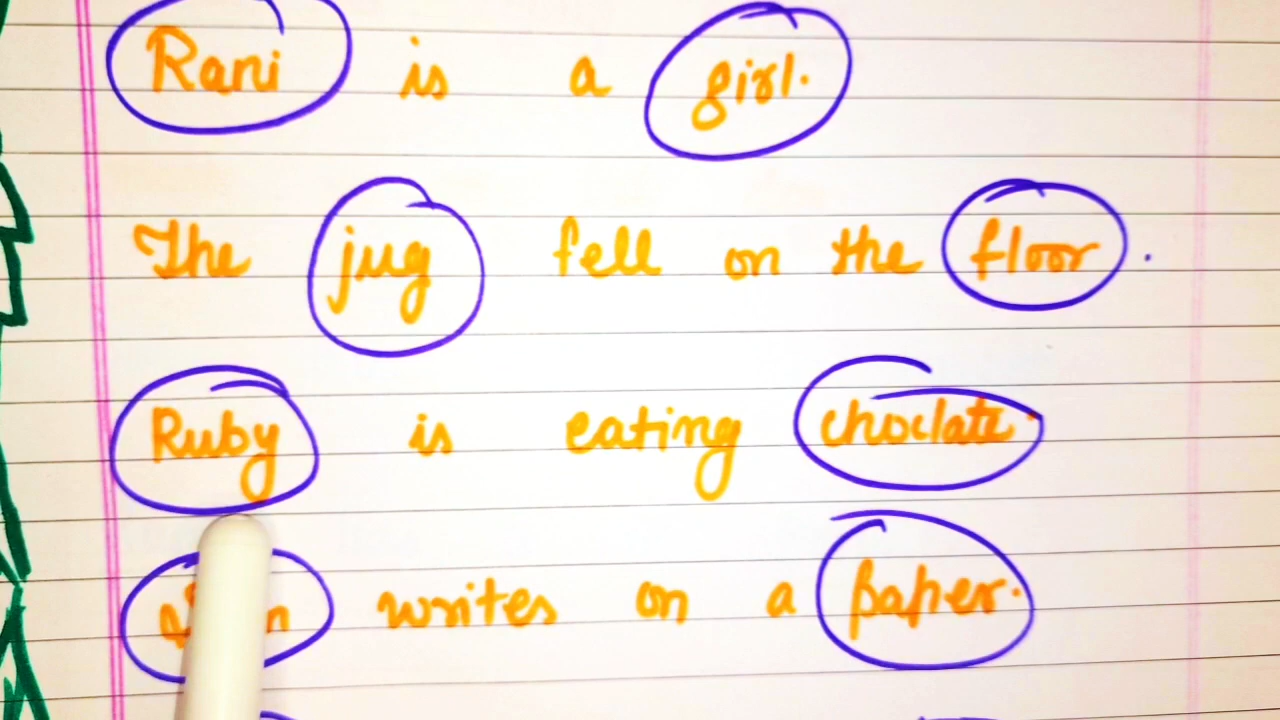 Rani is a girl.
The jug fell on the floor.
Ruby is eating choclate.
writes on a paper.